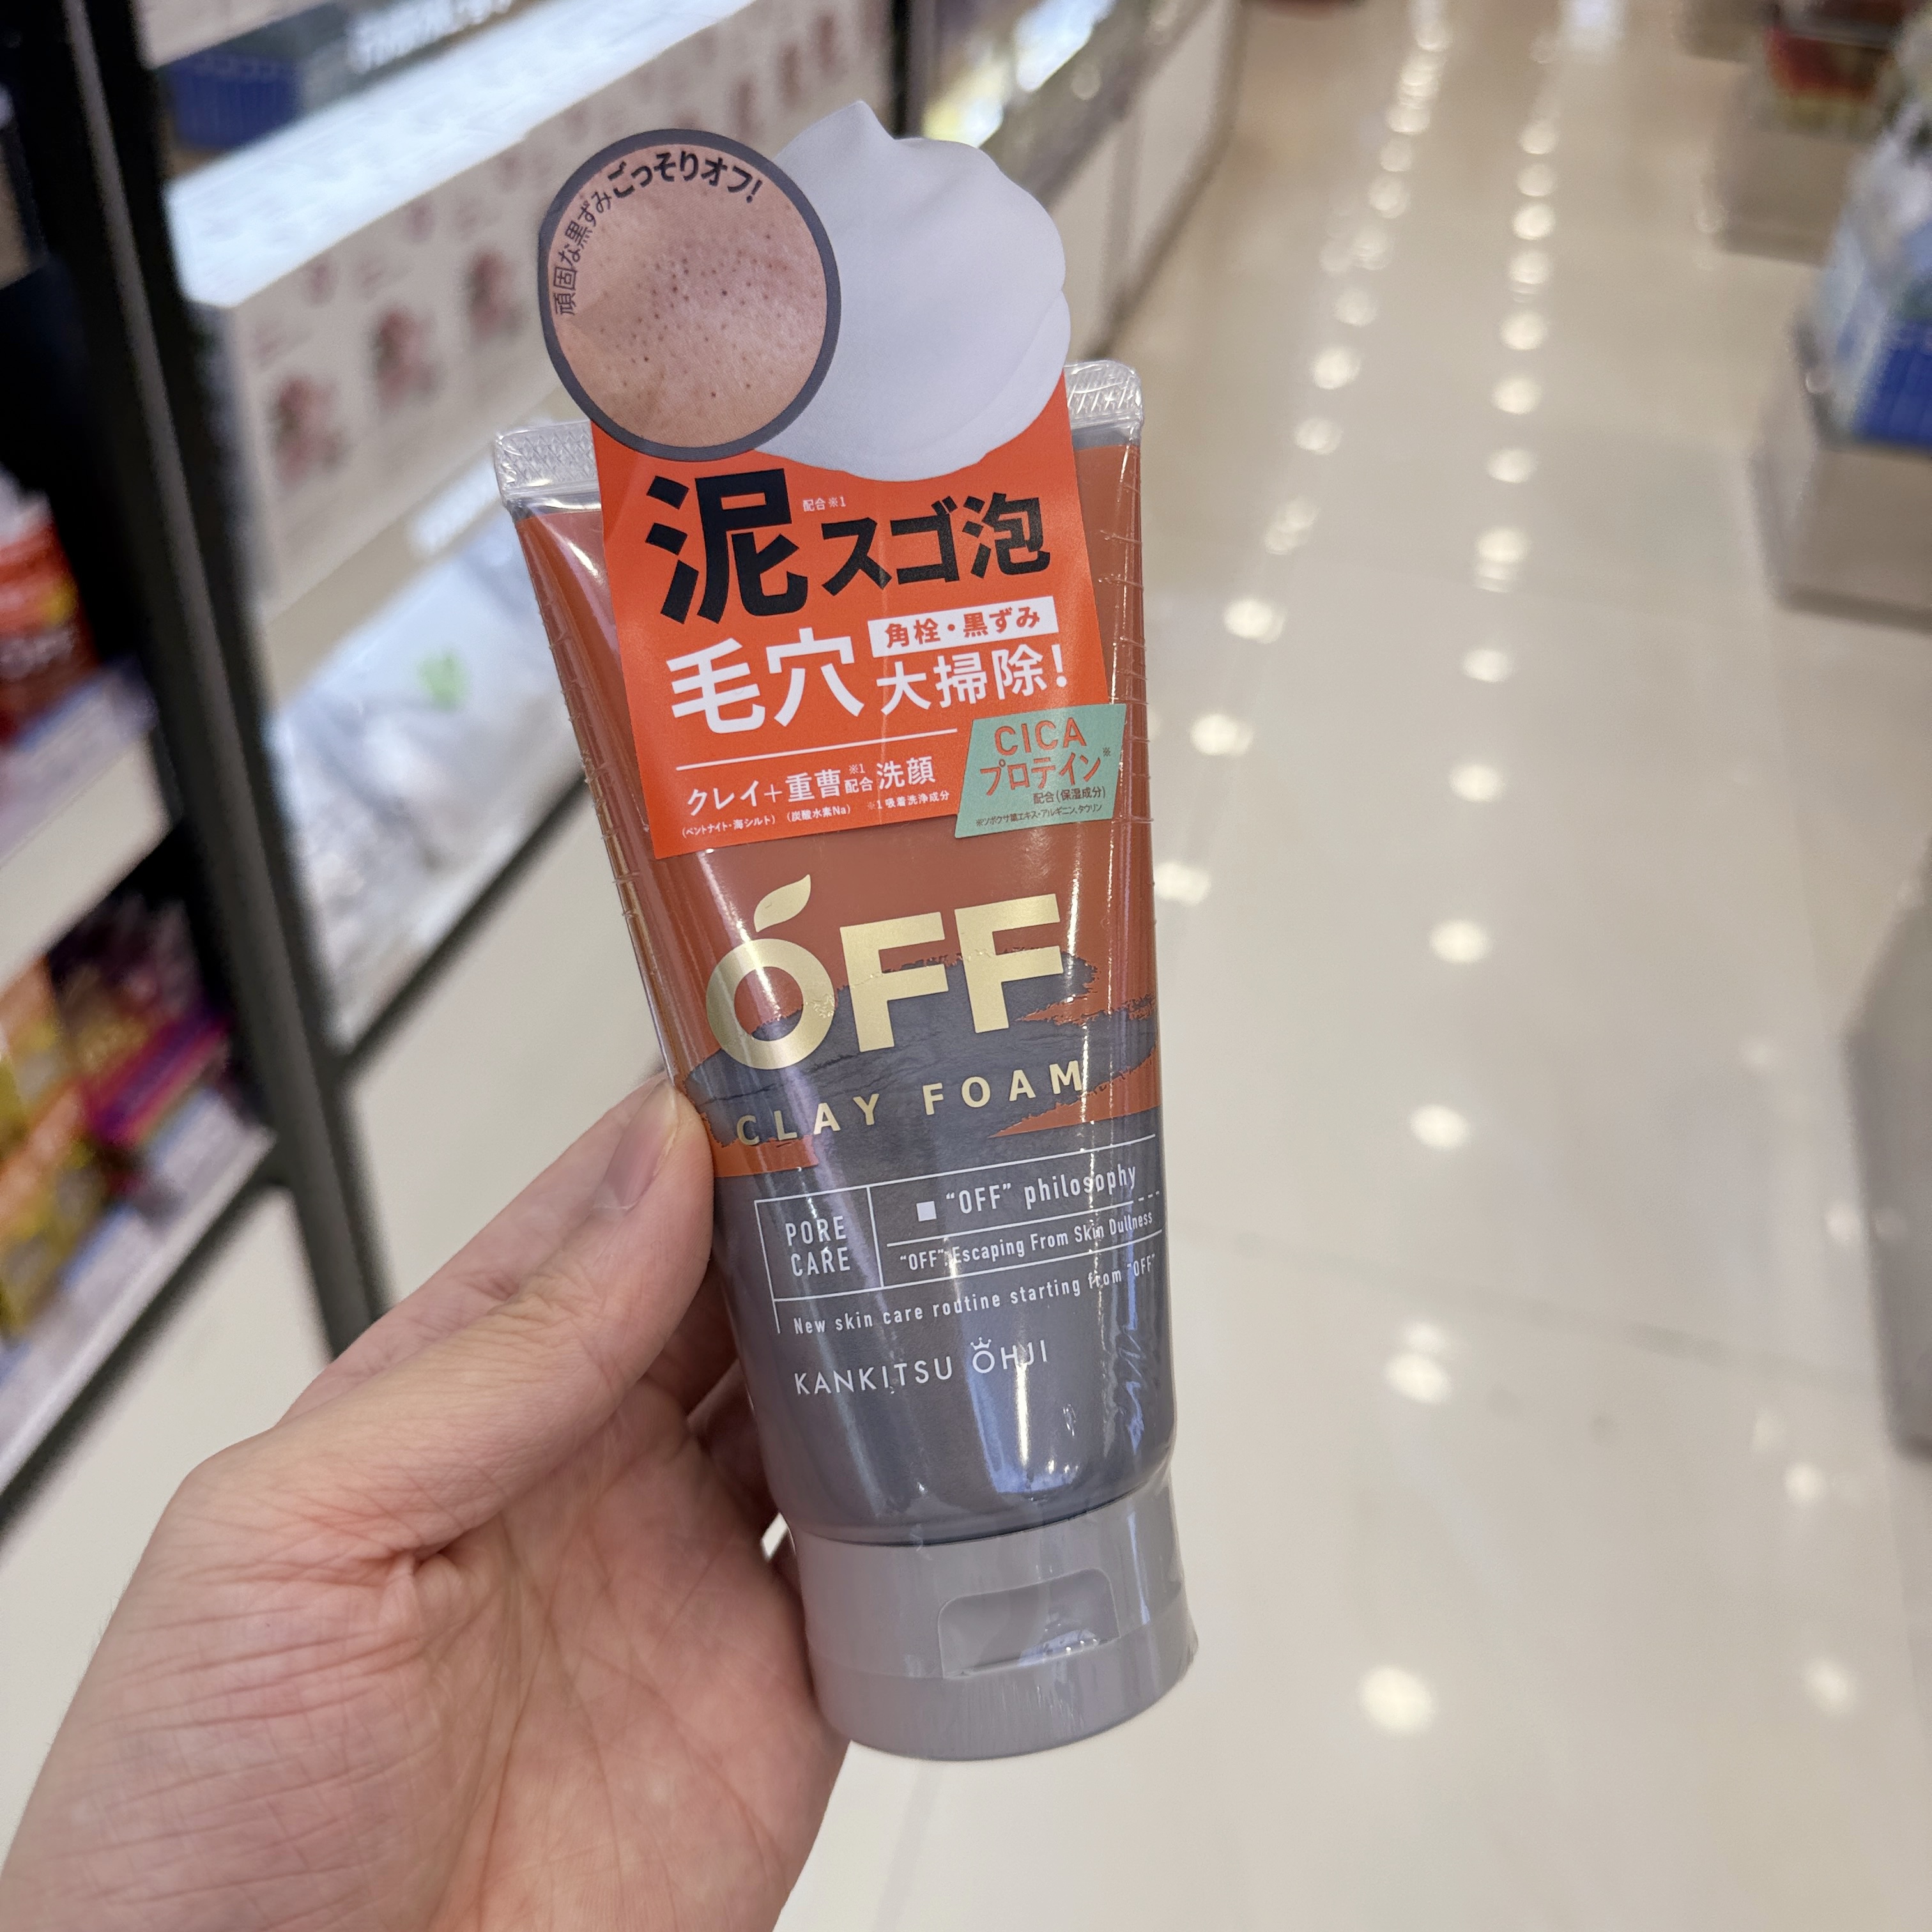 頑固な黒ずみごっそりオフ!
泥スゴ泡
配合※1
毛穴 角栓・黒ずみ
大掃除!
クレイ+重曹※1配合洗顔
(ベントナイト・海シルト) (炭酸水素Na) ※1 吸着洗浄成分
CICA
プロテイン※
配合(保湿成分)
※ツボクサ葉エキス・アルギニン、タウリン
OFF
CLAY FOAM
PORE CARE
■ "OFF" philosophy
"OFF": Escaping From Skin Dullness
New skin care routine starting from "OFF"
KANKITSU OHJI